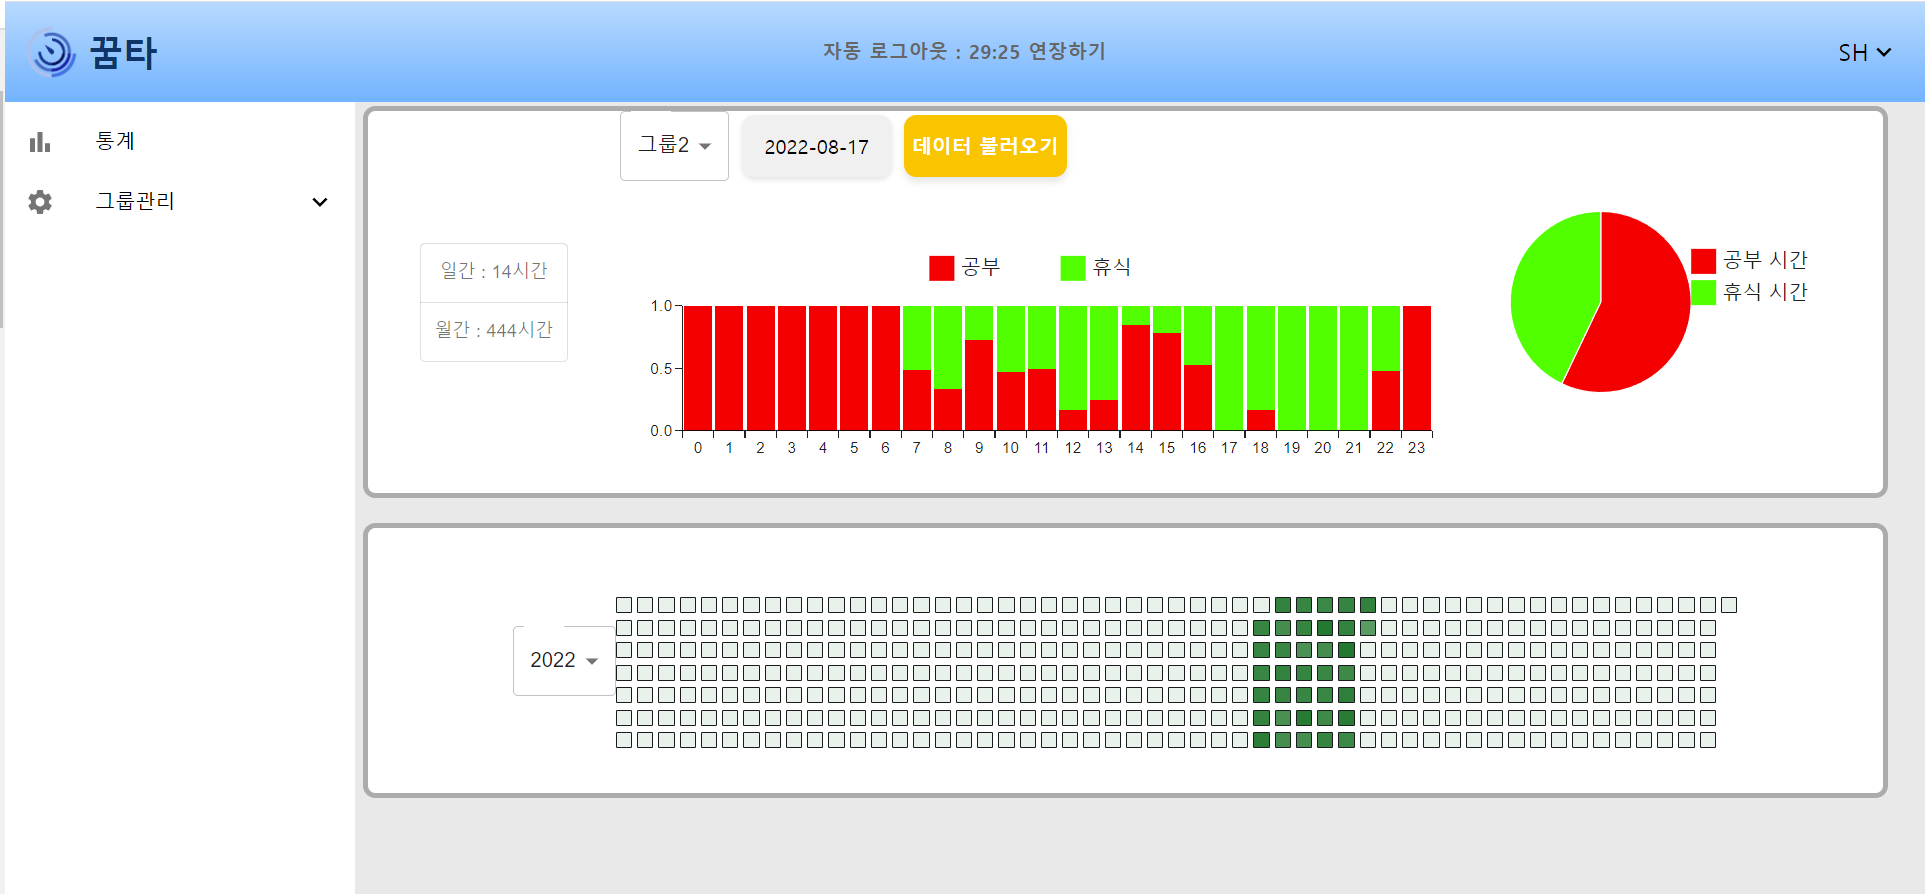 꿈타
자동 로그아웃 : 29:25 연장하기
SH
통계
그룹관리
그룹2
2022-08-17
데이터 불러오기
일간 : 14시간
월간 : 444시간
공부 휴식
1.0
0.5
0.0
0 1 2 3 4 5 6 7 8 9 10 11 12 13 14 15 16 17 18 19 20 21 22 23
공부 시간
휴식 시간
2022